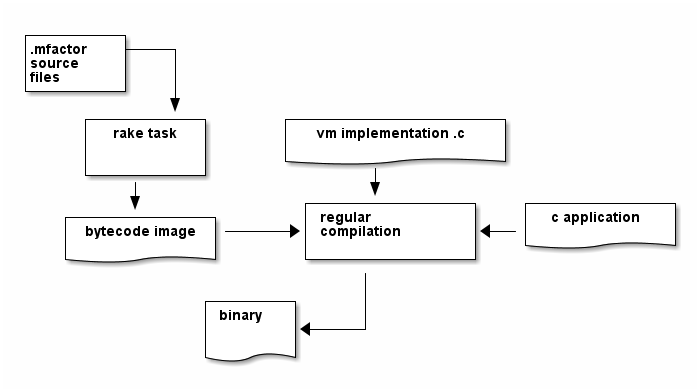 .mfactor
source
files
rake task
vm implementation .c
bytecode image
regular
compilation
c application
binary